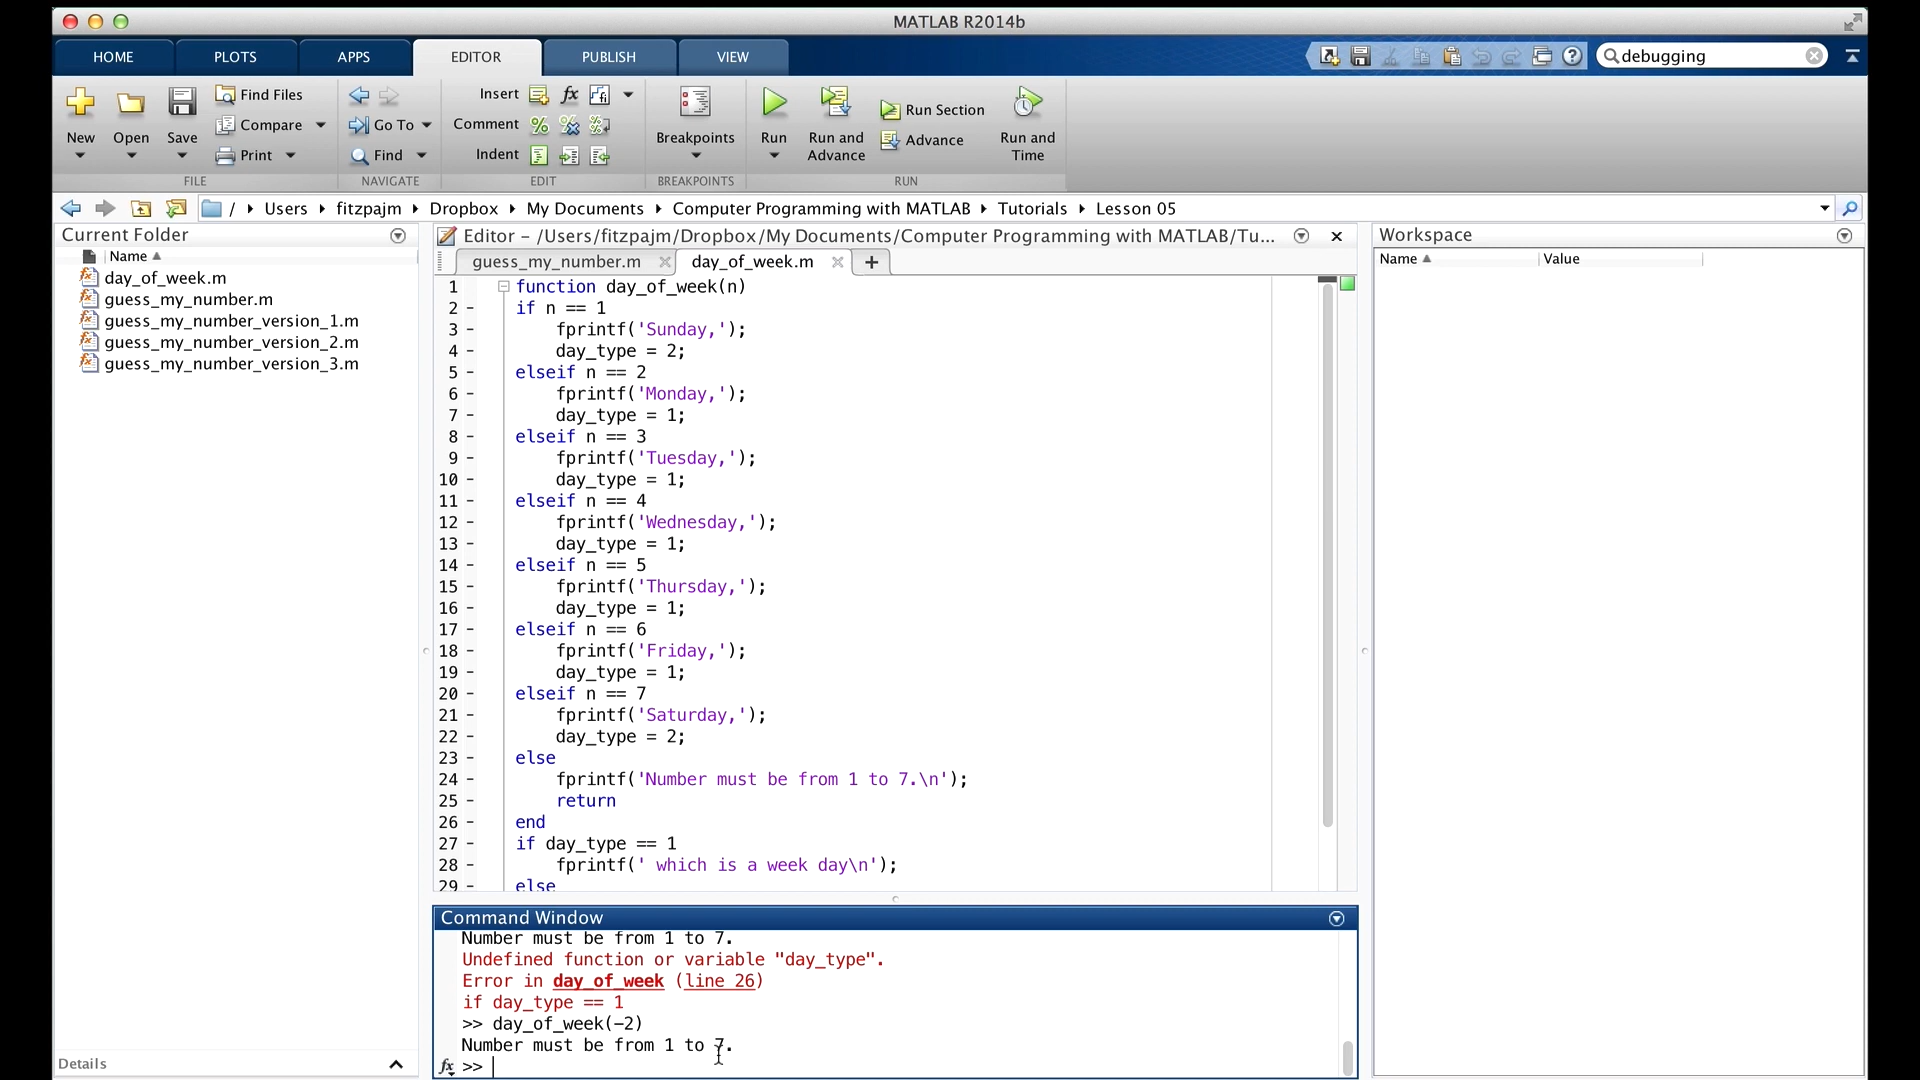 MATLAB R2014b
HOME PLOTS APPS EDITOR PUBLISH VIEW
debugging
New Open Save Find Files Compare Print
FILE
Go To Find
NAVIGATE
Insert fx
Comment
Indent
EDIT
Breakpoints
BREAKPOINTS
Run Run and Advance Run Section Advance Run and Time
RUN
/ Users fitzpajm Dropbox My Documents Computer Programming with MATLAB Tutorials Lesson 05
Current Folder
Name
day_of_week.m
guess_my_number.m
guess_my_number_version_1.m
guess_my_number_version_2.m
guess_my_number_version_3.m
Details
Editor – /Users/fitzpajm/Dropbox/My Documents/Computer Programming with MATLAB/Tu...
guess_my_number.m day_of_week.m
1 function day_of_week(n)
2 - if n == 1
3 - fprintf('Sunday,');
4 - day_type = 2;
5 - elseif n == 2
6 - fprintf('Monday,');
7 - day_type = 1;
8 - elseif n == 3
9 - fprintf('Tuesday,');
10 - day_type = 1;
11 - elseif n == 4
12 - fprintf('Wednesday,');
13 - day_type = 1;
14 - elseif n == 5
15 - fprintf('Thursday,');
16 - day_type = 1;
17 - elseif n == 6
18 - fprintf('Friday,');
19 - day_type = 1;
20 - elseif n == 7
21 - fprintf('Saturday,');
22 - day_type = 2;
23 - else
24 - fprintf('Number must be from 1 to 7.\n');
25 - return
26 - end
27 - if day_type == 1
28 - fprintf(' which is a week day\n');
29 - else
Command Window
Number must be from 1 to 7.
Undefined function or variable "day_type".
Error in day_of_week (line 26)
if day_type == 1
>> day_of_week(-2)
Number must be from 1 to 7.
fx >>
Workspace
Name Value